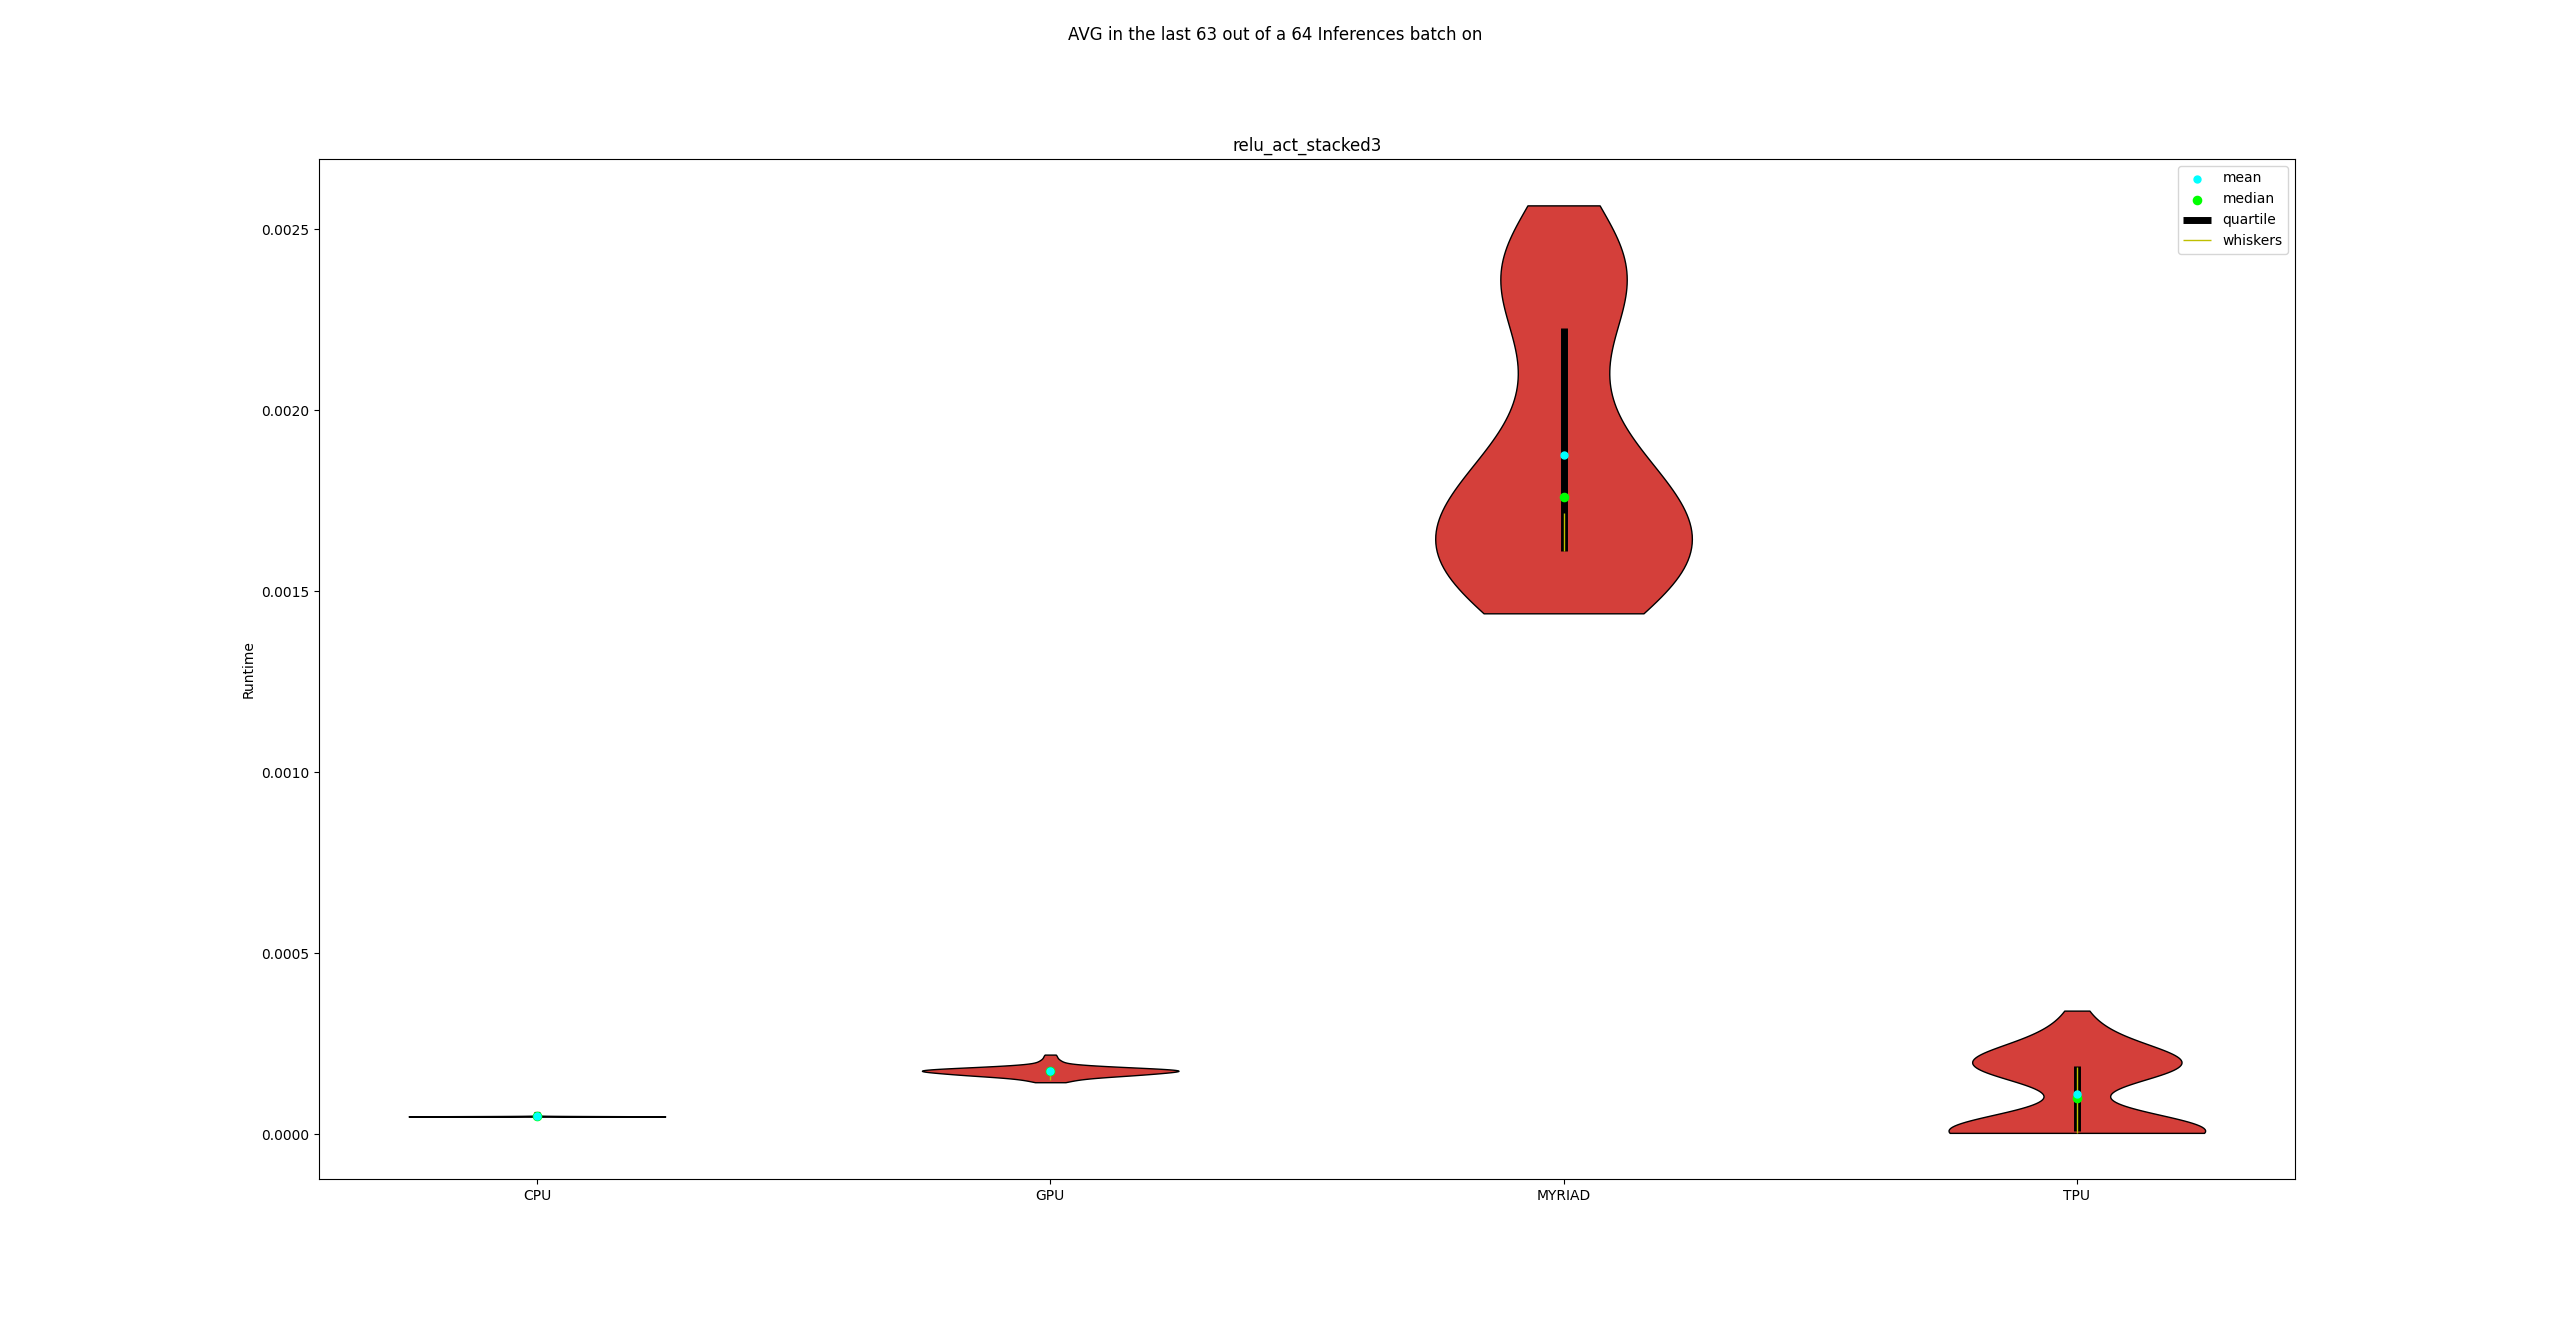 AVG in the last 63 out of a 64 Inferences batch on
relu_act_stacked3
mean
median
quartile
whiskers
0.0025
0.0020
0.0015
0.0010
0.0005
0.0000
Runtime
CPU
GPU
MYRIAD
TPU